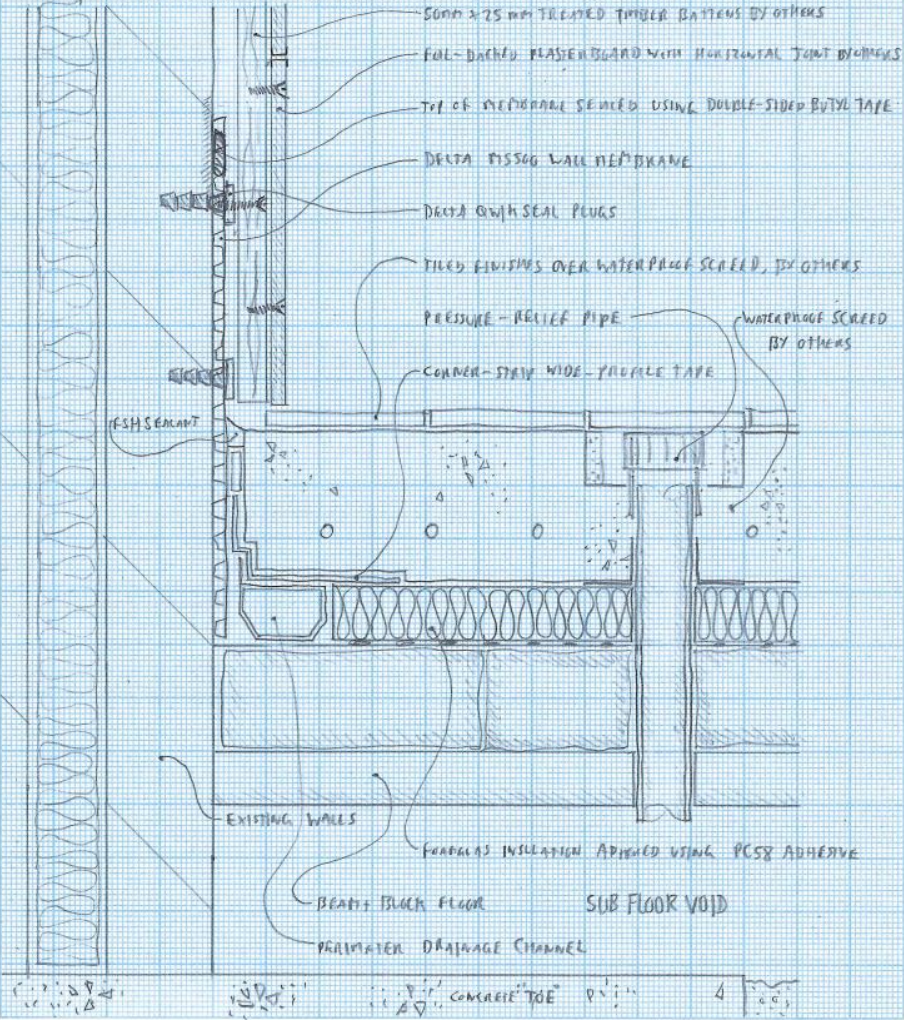 50mm x 25 mm TREATED TIMBER BATTENS BY OTHERS
FOIL-BACKED PLASTERBOARD WITH HORIZONTAL JOINT BY OTHERS
TOP OF MEMBRANE SEALED USING DOUBLE-SIDED BUTYL TAPE
DELTA MS500 WALL MEMBRANE
DELTA QWIK SEAL PLUGS
TILED FINISHES OVER WATERPROOF SCREED, BY OTHERS
PRESSURE-RELIEF PIPE
WATERPROOF SCREED
BY OTHERS
CORNER-STRIP WIDE-PROFILE TAPE
FSH SEALANT
EXISTING WALLS
INSULATION ADHERED USING PC58 ADHESIVE
BEAM + BLOCK FLOOR
SUB FLOOR VOID
PERIMETER DRAINAGE CHANNEL
CONCRETE "TOE"